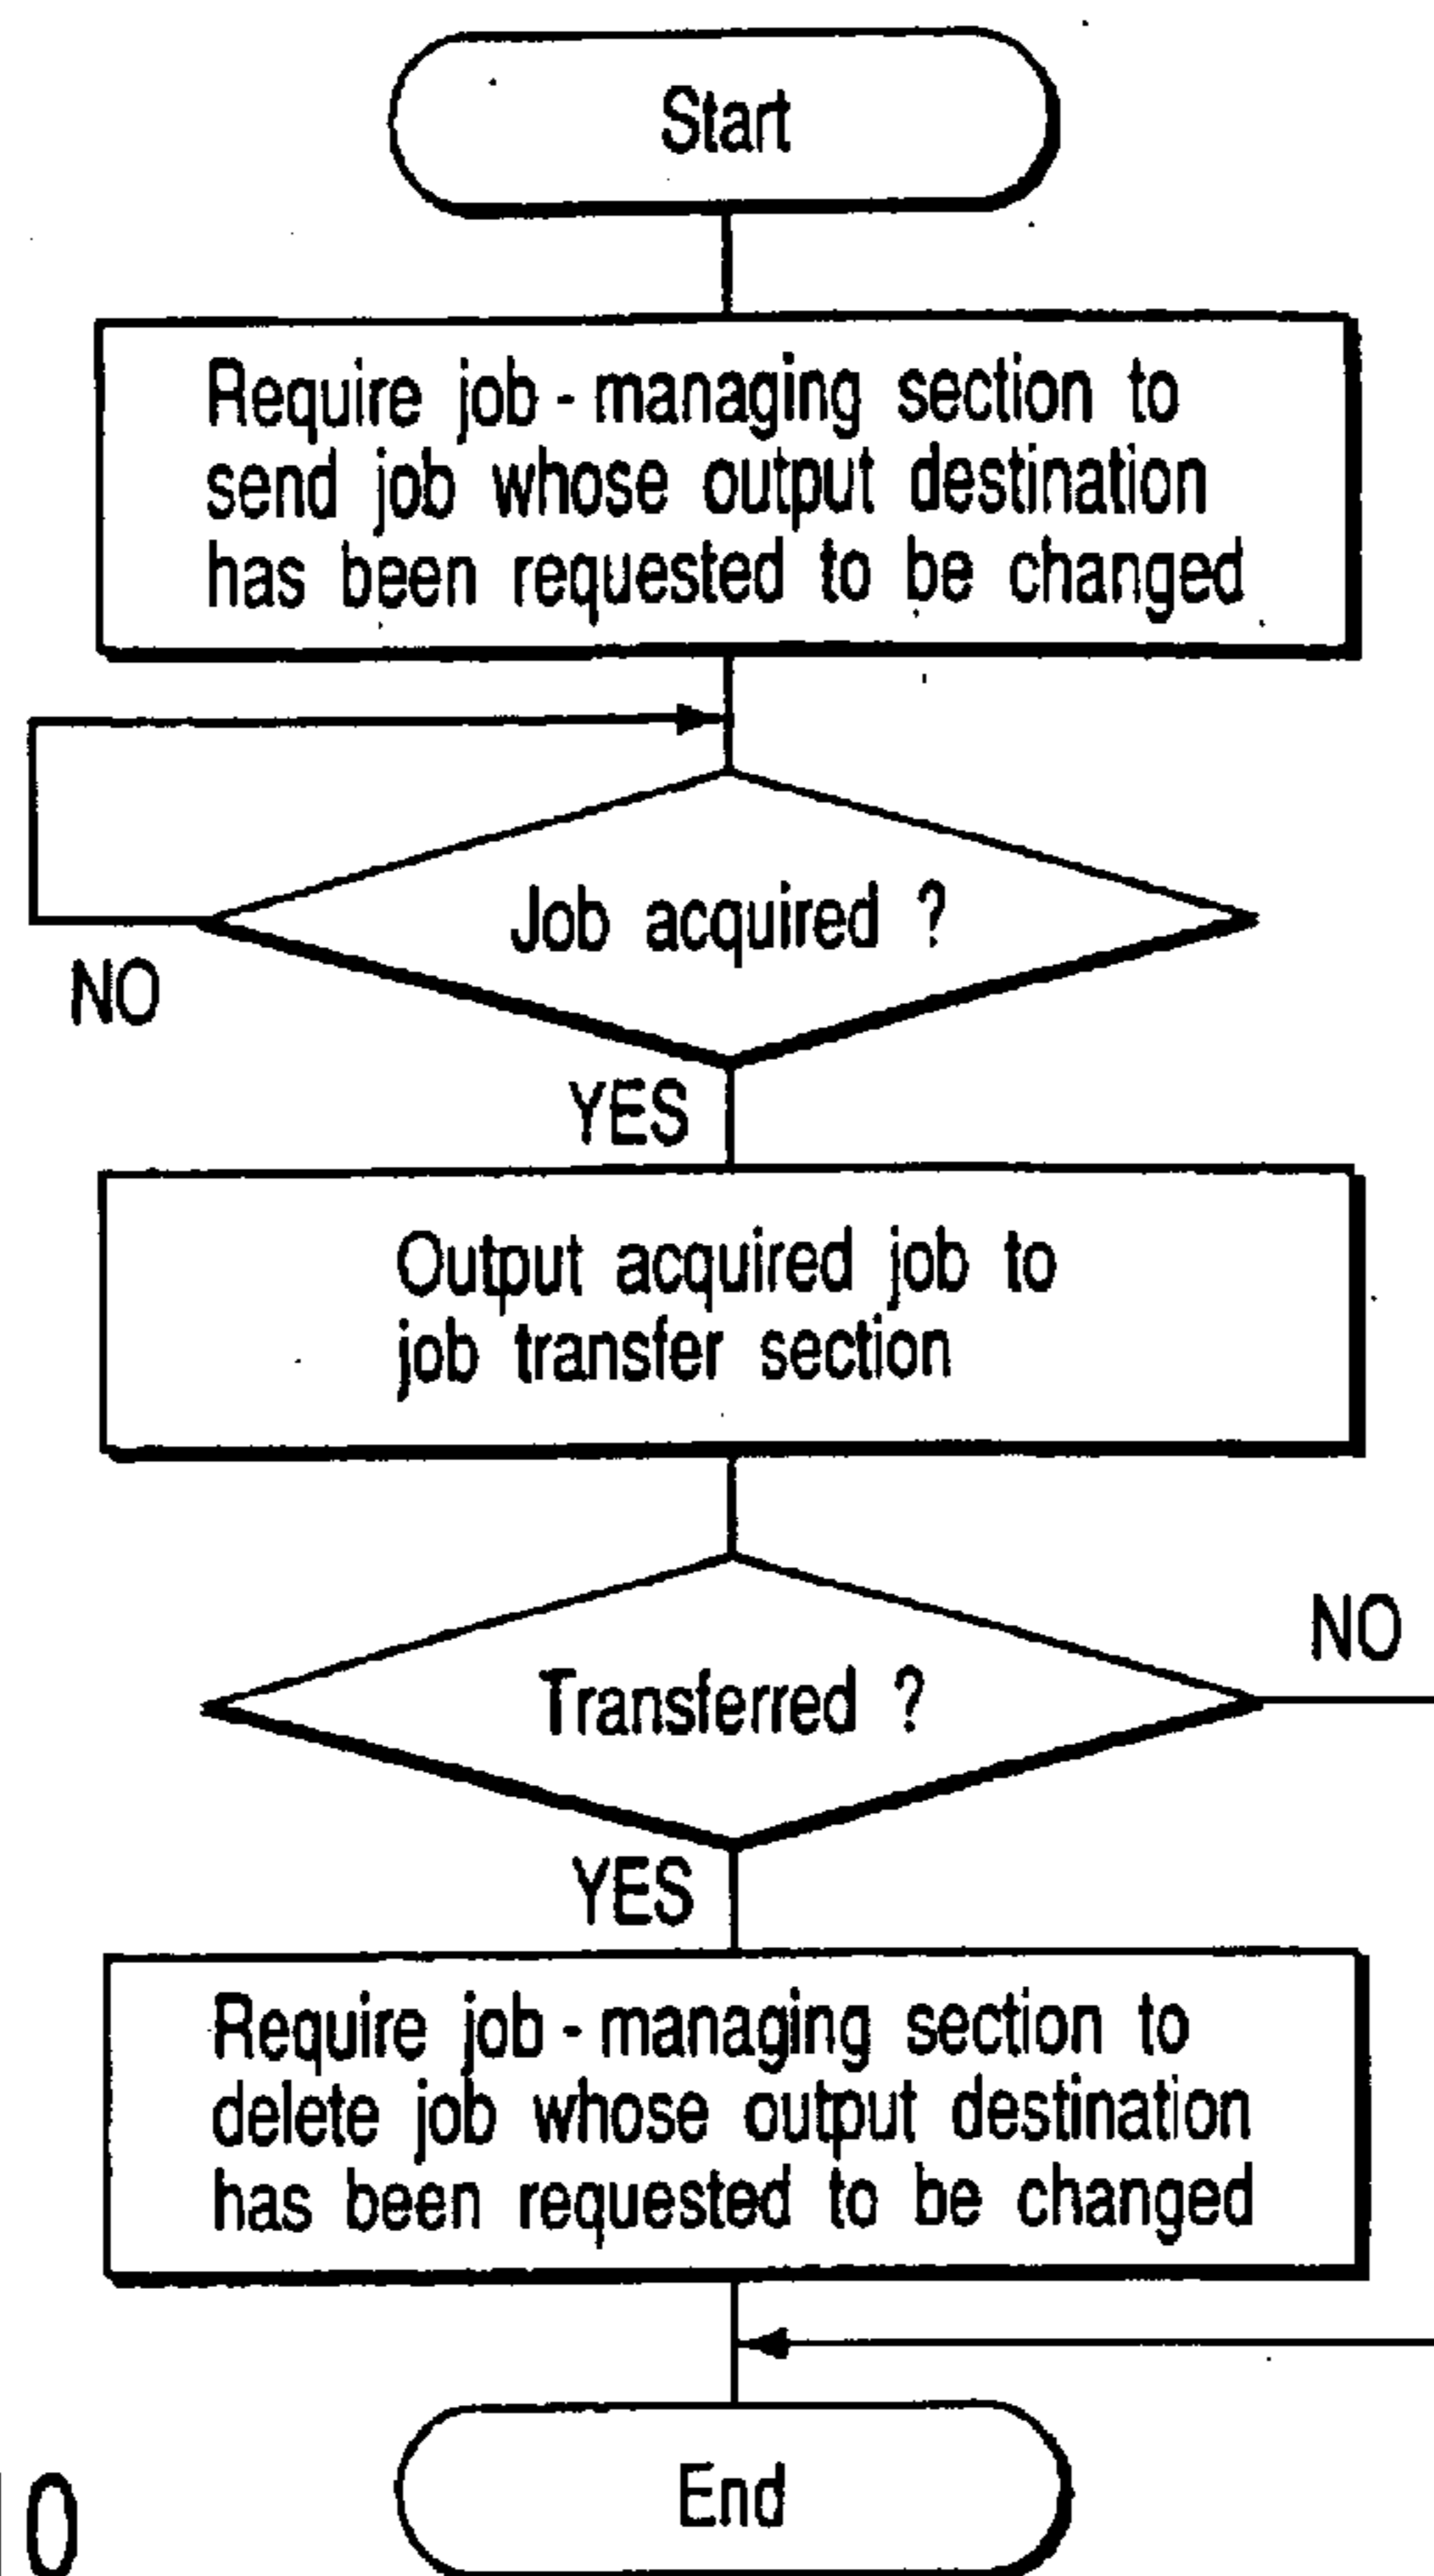 Start
Require job - managing section to
send job whose output destination
has been requested to be changed
Job acquired ?
NO
YES
Output acquired job to
job transfer section
Transferred ?
NO
YES
Require job - managing section to
delete job whose output destination
has been requested to be changed
End
10